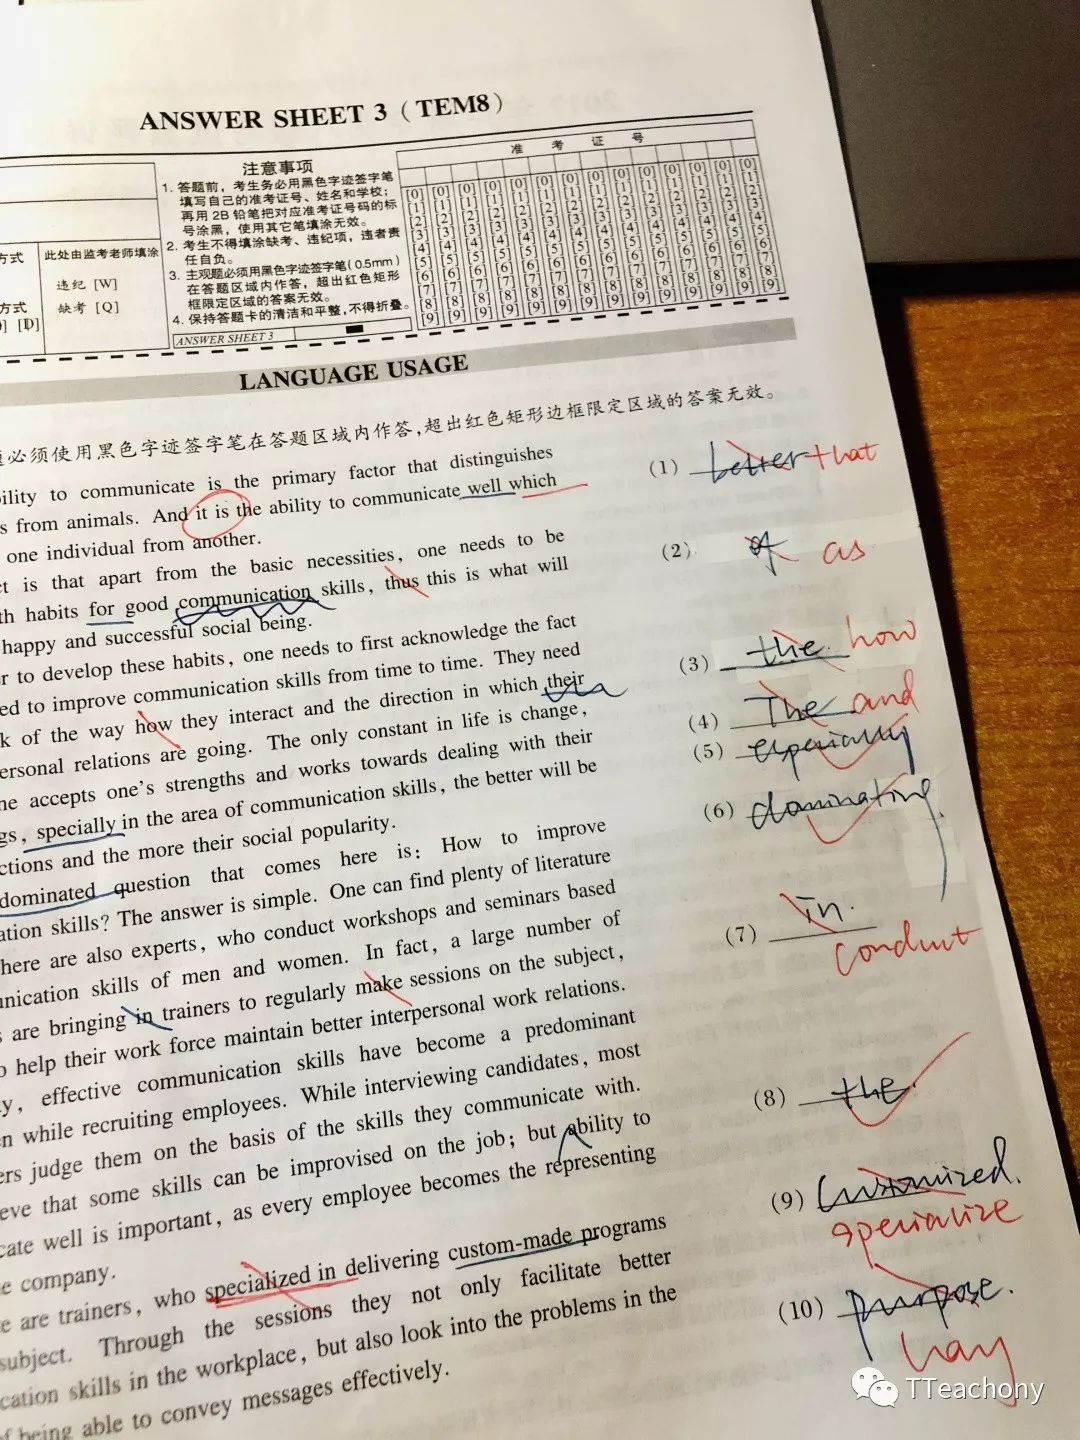 ANSWER SHEET 3 (TEM8)
准 考 证 号
注意事项
1. 答题前，考生务必用黑色字迹签字笔
填写自己的准考证号、姓名和学校；
再用 2B 铅笔把对应准考证号码的标
号涂黑，使用其它笔填涂无效。
2. 考生不得填涂缺考、违纪项，违者责
任自负。
3. 主观题必须用黑色字迹签字笔(0.5mm)
在答题区域内作答，超出红色矩形
框限定区域的答案无效。
4. 保持答题卡的清洁和平整，不得折叠。
方式
此处由监考老师填涂
违纪 [W]
方式
缺考 [Q]
[D]
[0] [0] [0] [0] [0] [0] [0] [0] [0] [0] [0] [0] [0] [0]
[1] [1] [1] [1] [1] [1] [1] [1] [1] [1] [1] [1] [1] [1]
[2] [2] [2] [2] [2] [2] [2] [2] [2] [2] [2] [2] [2] [2]
[3] [3] [3] [3] [3] [3] [3] [3] [3] [3] [3] [3] [3] [3]
[4] [4] [4] [4] [4] [4] [4] [4] [4] [4] [4] [4] [4] [4]
[5] [5] [5] [5] [5] [5] [5] [5] [5] [5] [5] [5] [5] [5]
[6] [6] [6] [6] [6] [6] [6] [6] [6] [6] [6] [6] [6] [6]
[7] [7] [7] [7] [7] [7] [7] [7] [7] [7] [7] [7] [7] [7]
[8] [8] [8] [8] [8] [8] [8] [8] [8] [8] [8] [8] [8] [8]
[9] [9] [9] [9] [9] [9] [9] [9] [9] [9] [9] [9] [9] [9]
ANSWER SHEET 3
LANGUAGE USAGE
必须使用黑色字迹签字笔在答题区域内作答，超出红色矩形边框限定区域的答案无效。
ility to communicate is the primary factor that distinguishes
s from animals. And it is the ability to communicate well which
(1) better that
one individual from another.
ct is that apart from the basic necessities, one needs to be
(2) of as
th habits for good communication skills, thus this is what will
happy and successful social being.
r to develop these habits, one needs to first acknowledge the fact
ed to improve communication skills from time to time. They need
(3) the how
k of the way how they interact and the direction in which their
(4) The and
ersonal relations are going. The only constant in life is change,
(5) especially
ne accepts one's strengths and works towards dealing with their
gs, specially in the area of communication skills, the better will be
(6) dominating
ctions and the more their social popularity.
dominated question that comes here is: How to improve
ation skills? The answer is simple. One can find plenty of literature
here are also experts, who conduct workshops and seminars based
(7) in. conduct
unication skills of men and women. In fact, a large number of
s are bringing in trainers to regularly make sessions on the subject,
o help their work force maintain better interpersonal work relations.
y, effective communication skills have become a predominant
(8) the
n while recruiting employees. While interviewing candidates, most
ers judge them on the basis of the skills they communicate with.
eve that some skills can be improvised on the job; but ability to
(9) Customized. specialize
cate well is important, as every employee becomes the representing
e company.
e are trainers, who specialized in delivering custom-made programs
(10) purpose. way
subject. Through the sessions they not only facilitate better
cation skills in the workplace, but also look into the problems in the
f being able to convey messages effectively.
TTeachony